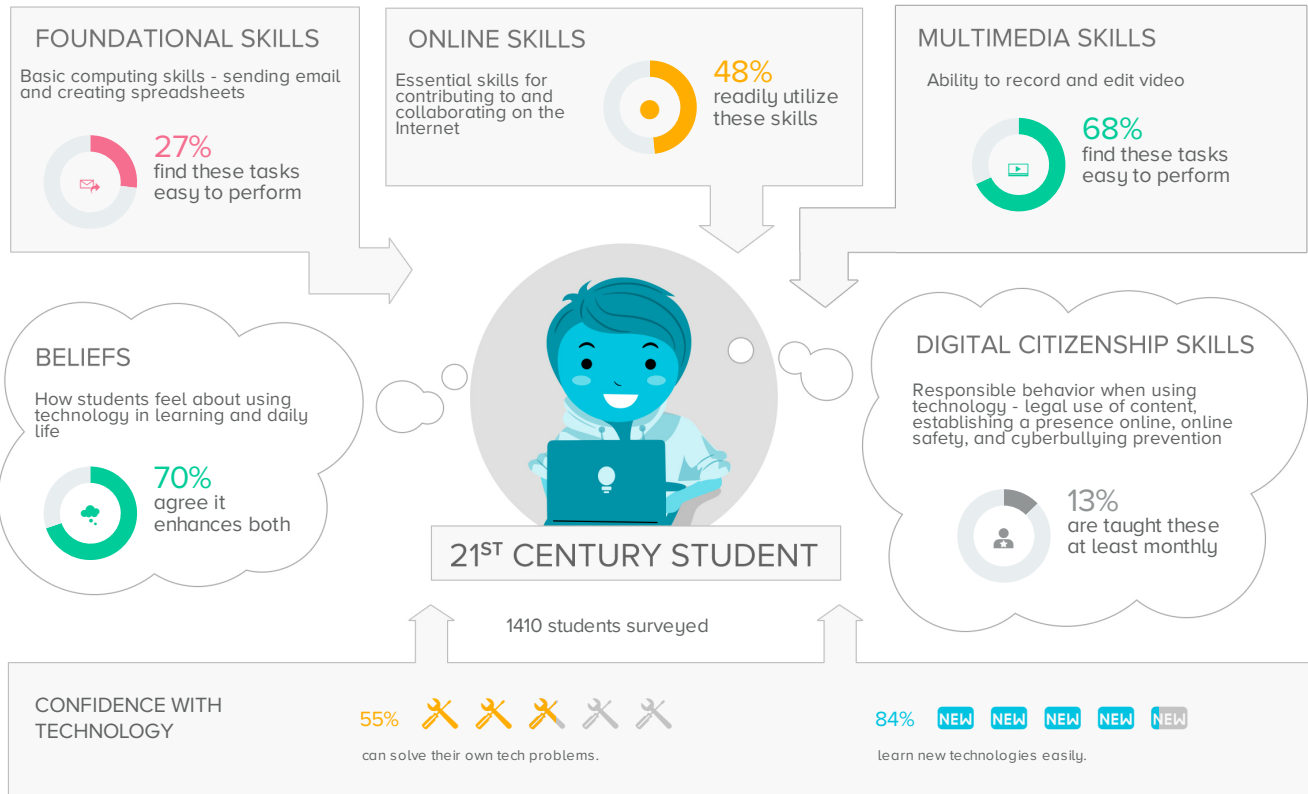 FOUNDATIONAL SKILLS
Basic computing skills - sending email
and creating spreadsheets
27%
find these tasks
easy to perform
ONLINE SKILLS
Essential skills for
contributing to and
collaborating on the
Internet
48%
readily utilize
these skills
MULTIMEDIA SKILLS
Ability to record and edit video
68%
find these tasks
easy to perform
BELIEFS
How students feel about using
technology in learning and daily
life
70%
agree it
enhances both
DIGITAL CITIZENSHIP SKILLS
Responsible behavior when using
technology - legal use of content,
establishing a presence online, online
safety, and cyberbullying prevention
13%
are taught these
at least monthly
21ST CENTURY STUDENT
1410 students surveyed
CONFIDENCE WITH
TECHNOLOGY
55%
can solve their own tech problems.
84% NEW NEW NEW NEW NEW
learn new technologies easily.